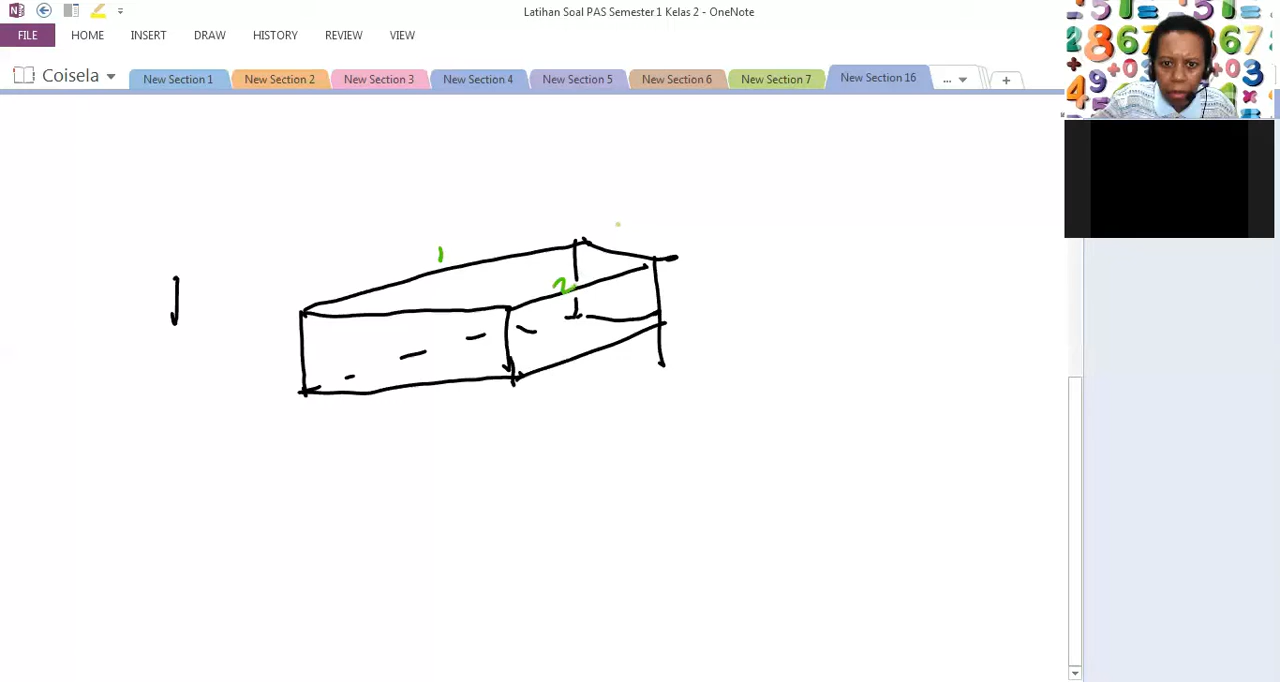 Latihan Soal PAS Semester 1 Kelas 2 - OneNote
FILE HOME INSERT DRAW HISTORY REVIEW VIEW
Coisela New Section 1 New Section 2 New Section 3 New Section 4 New Section 5 New Section 6 New Section 7 New Section 16 ... +
1
2